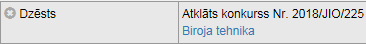 Dzēsts
Atklāts konkurss Nr. 2018/JIO/225
Biroja tehnika